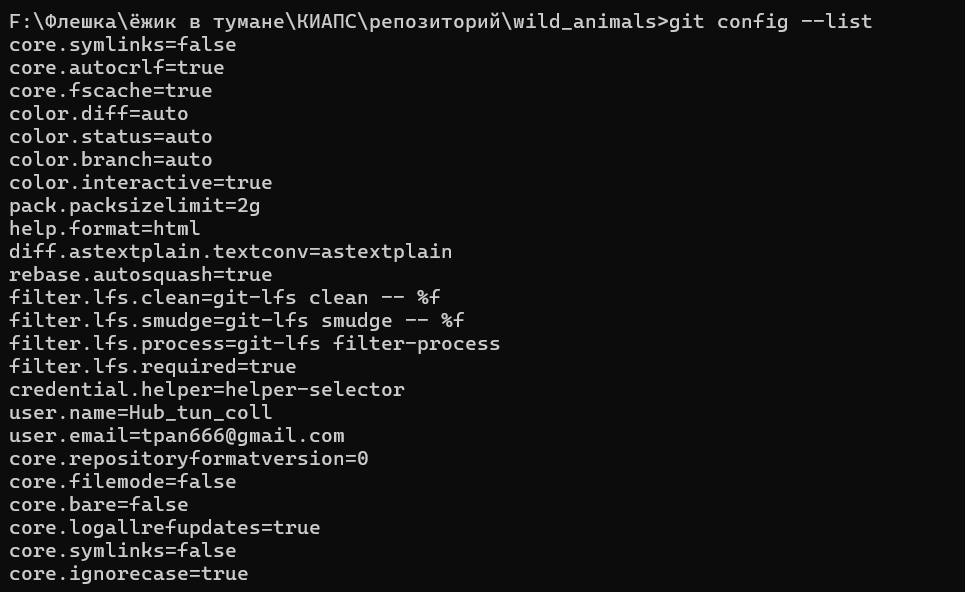 F:\Флешка\ёжик в тумане\КИАПС\репозиторий\wild_animals>git config --list
core.symlinks=false
core.autocrlf=true
core.fscache=true
color.diff=auto
color.status=auto
color.branch=auto
color.interactive=true
pack.packsizelimit=2g
help.format=html
diff.astextplain.textconv=astextplain
rebase.autosquash=true
filter.lfs.clean=git-lfs clean -- %f
filter.lfs.smudge=git-lfs smudge -- %f
filter.lfs.process=git-lfs filter-process
filter.lfs.required=true
credential.helper=helper-selector
user.name=Hub_tun_coll
user.email=tpan666@gmail.com
core.repositoryformatversion=0
core.filemode=false
core.bare=false
core.logallrefupdates=true
core.symlinks=false
core.ignorecase=true